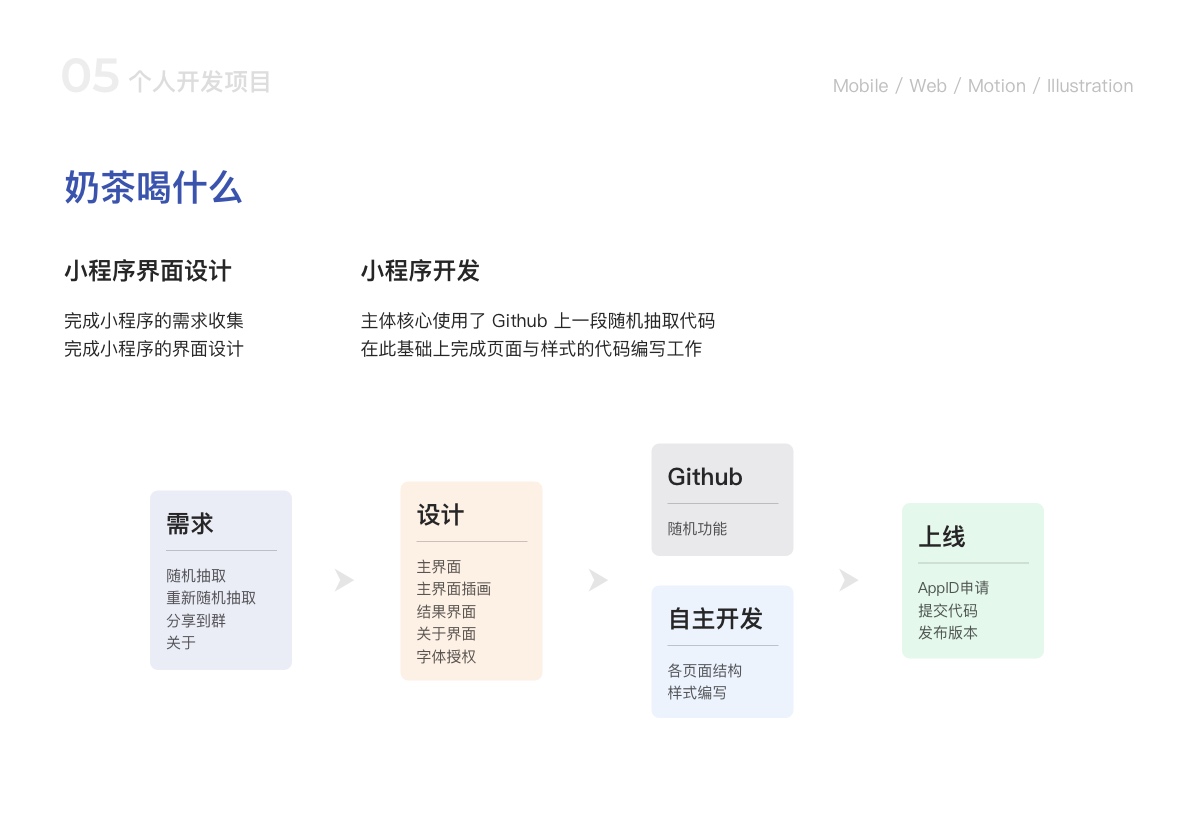 05 个人开发项目
Mobile / Web / Motion / Illustration
奶茶喝什么
小程序界面设计
完成小程序的需求收集
完成小程序的界面设计
小程序开发
主体核心使用了 Github 上一段随机抽取代码
在此基础上完成页面与样式的代码编写工作
需求
随机抽取
重新随机抽取
分享到群
关于
设计
主界面
主界面插画
结果界面
关于界面
字体授权
Github
随机功能
自主开发
各页面结构
样式编写
上线
AppID申请
提交代码
发布版本